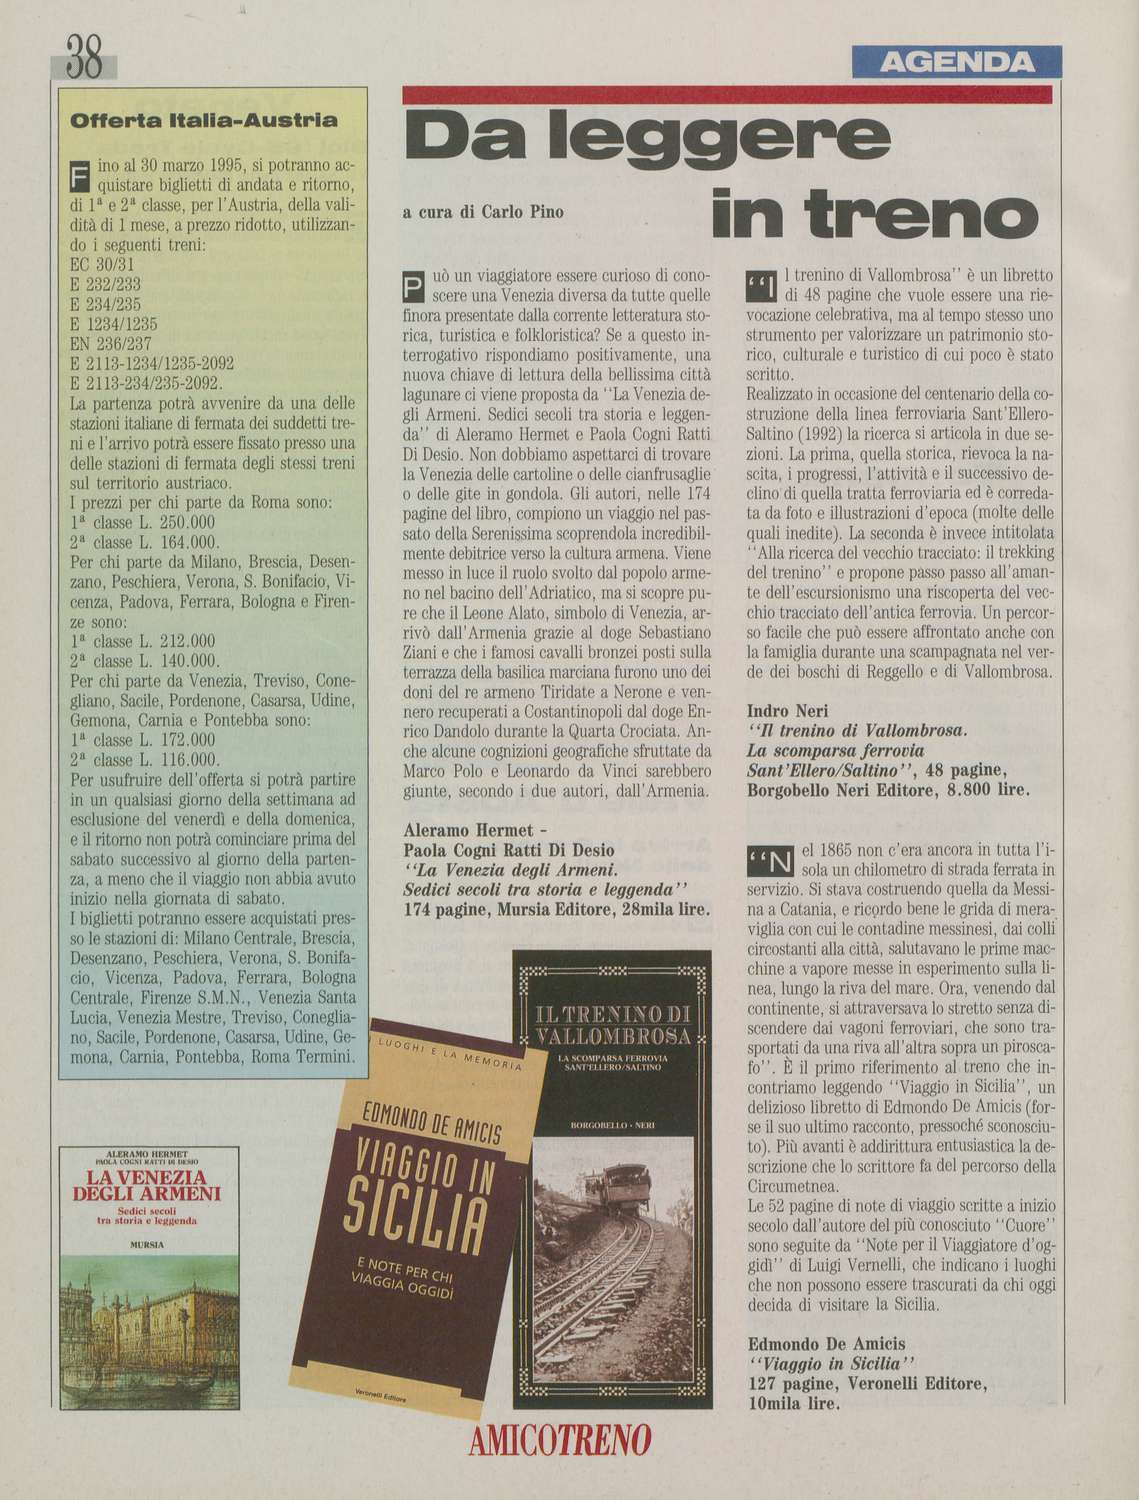 38
AGENDA
Offerta Italia-Austria
Fino al 30 marzo 1995, si potranno ac-
quistare biglietti di andata e ritorno,
di 1ª e 2ª classe, per l'Austria, della vali-
dità di 1 mese, a prezzo ridotto, utilizzan-
do i seguenti treni:
EC 30/31
E 232/233
E 234/235
E 1234/1235
EN 236/237
E 2113-1234/1235-2092
E 2113-234/235-2092.
La partenza potrà avvenire da una delle
stazioni italiane di fermata dei suddetti tre-
ni e l'arrivo potrà essere fissato presso una
delle stazioni di fermata degli stessi treni
sul territorio austriaco.
I prezzi per chi parte da Roma sono:
1ª classe L. 250.000
2ª classe L. 164.000.
Per chi parte da Milano, Brescia, Desen-
zano, Peschiera, Verona, S. Bonifacio, Vi-
cenza, Padova, Ferrara, Bologna e Firen-
ze sono:
1ª classe L. 212.000
2ª classe L. 140.000.
Per chi parte da Venezia, Treviso, Cone-
gliano, Sacile, Pordenone, Casarsa, Udine,
Gemona, Carnia e Pontebba sono:
1ª classe L. 172.000
2ª classe L. 116.000.
Per usufruire dell'offerta si potrà partire
in un qualsiasi giorno della settimana ad
esclusione del venerdì e della domenica,
e il ritorno non potrà cominciare prima del
sabato successivo al giorno della parten-
za, a meno che il viaggio non abbia avuto
inizio nella giornata di sabato.
I biglietti potranno essere acquistati pres-
so le stazioni di: Milano Centrale, Brescia,
Desenzano, Peschiera, Verona, S. Bonifa-
cio, Vicenza, Padova, Ferrara, Bologna
Centrale, Firenze S.M.N., Venezia Santa
Lucia, Venezia Mestre, Treviso, Coneglia-
no, Sacile, Pordenone, Casarsa, Udine, Ge-
mona, Carnia, Pontebba, Roma Termini.
Da leggere
in treno
a cura di Carlo Pino
Può un viaggiatore essere curioso di cono-
scere una Venezia diversa da tutte quelle
finora presentate dalla corrente letteratura sto-
rica, turistica e folkloristica? Se a questo in-
terrogativo rispondiamo positivamente, una
nuova chiave di lettura della bellissima città
lagunare ci viene proposta da "La Venezia de-
gli Armeni. Sedici secoli tra storia e leggen-
da" di Aleramo Hermet e Paola Cogni Ratti
Di Desio. Non dobbiamo aspettarci di trovare
la Venezia delle cartoline o delle cianfrusaglie
o delle gite in gondola. Gli autori, nelle 174
pagine del libro, compiono un viaggio nel pas-
sato della Serenissima scoprendola incredibil-
mente debitrice verso la cultura armena. Viene
messo in luce il ruolo svolto dal popolo arme-
no nel bacino dell'Adriatico, ma si scopre pu-
re che il Leone Alato, simbolo di Venezia, ar-
rivò dall'Armenia grazie al doge Sebastiano
Ziani e che i famosi cavalli bronzei posti sulla
terrazza della basilica marciana furono uno dei
doni del re armeno Tiridate a Nerone e ven-
nero recuperati a Costantinopoli dal doge En-
rico Dandolo durante la Quarta Crociata. An-
che alcune cognizioni geografiche sfruttate da
Marco Polo e Leonardo da Vinci sarebbero
giunte, secondo i due autori, dall'Armenia.
Aleramo Hermet -
Paola Cogni Ratti Di Desio
"La Venezia degli Armeni.
Sedici secoli tra storia e leggenda"
174 pagine, Mursia Editore, 28mila lire.
"Il trenino di Vallombrosa" è un libretto
di 48 pagine che vuole essere una rie-
vocazione celebrativa, ma al tempo stesso uno
strumento per valorizzare un patrimonio sto-
rico, culturale e turistico di cui poco è stato
scritto.
Realizzato in occasione del centenario della co-
struzione della linea ferroviaria Sant'Ellero-
Saltino (1992) la ricerca si articola in due se-
zioni. La prima, quella storica, rievoca la na-
scita, i progressi, l'attività e il successivo de-
clino di quella tratta ferroviaria ed è correda-
ta da foto e illustrazioni d'epoca (molte delle
quali inedite). La seconda è invece intitolata
"Alla ricerca del vecchio tracciato: il trekking
del trenino" e propone passo passo all'aman-
te dell'escursionismo una riscoperta del vec-
chio tracciato dell'antica ferrovia. Un percor-
so facile che può essere affrontato anche con
la famiglia durante una scampagnata nel ver-
de dei boschi di Reggello e di Vallombrosa.
Indro Neri
"Il trenino di Vallombrosa.
La scomparsa ferrovia
Sant'Ellero/Saltino", 48 pagine,
Borgobello Neri Editore, 8.800 lire.
"Nel 1865 non c'era ancora in tutta l'i-
sola un chilometro di strada ferrata in
servizio. Si stava costruendo quella da Messi-
na a Catania, e ricordo bene le grida di mera-
viglia con cui le contadine messinesi, dai colli
circostanti alla città, salutavano le prime mac-
chine a vapore messe in esperimento sulla li-
nea, lungo la riva del mare. Ora, venendo dal
continente, si attraversava lo stretto senza di-
scendere dai vagoni ferroviari, che sono tra-
sportati da una riva all'altra sopra un pirosca-
fo". È il primo riferimento al treno che in-
contriamo leggendo "Viaggio in Sicilia", un
delizioso libretto di Edmondo De Amicis (for-
se il suo ultimo racconto, pressoché sconosciu-
to). Più avanti è addirittura entusiastica la de-
scrizione che lo scrittore fa del percorso della
Circumetnea.
Le 52 pagine di note di viaggio scritte a inizio
secolo dall'autore del più conosciuto "Cuore"
sono seguite da "Note per il Viaggiatore d'og-
gidì" di Luigi Vernelli, che indicano i luoghi
che non possono essere trascurati da chi oggi
decida di visitare la Sicilia.
Edmondo De Amicis
"Viaggio in Sicilia"
127 pagine, Veronelli Editore,
10mila lire.
ALERAMO HERMET
PAOLA COGNI RATTI DI DESIO
LA VENEZIA
DEGLI ARMENI
Sedici secoli
tra storia e leggenda
MURSIA
I LUOGHI E LA MEMORIA
EDMONDO DE AMICIS
VIAGGIO IN
SICILIA
E NOTE PER CHI
VIAGGIA OGGIDÌ
Veronelli Editore
IL TRENINO DI
VALLOMBROSA
LA SCOMPARSA FERROVIA
SANT'ELLERO/SALTINO
BORGOBELLO · NERI
AMICOTRENO